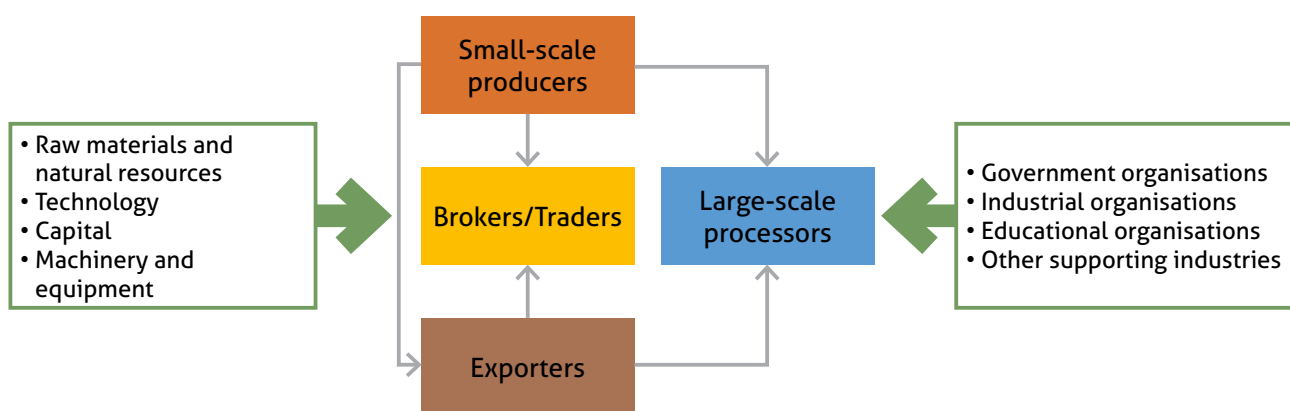 Small-scale
producers
• Raw materials and
natural resources
• Technology
• Capital
• Machinery and
equipment
Brokers/Traders
Large-scale
processors
• Government organisations
• Industrial organisations
• Educational organisations
• Other supporting industries
Exporters